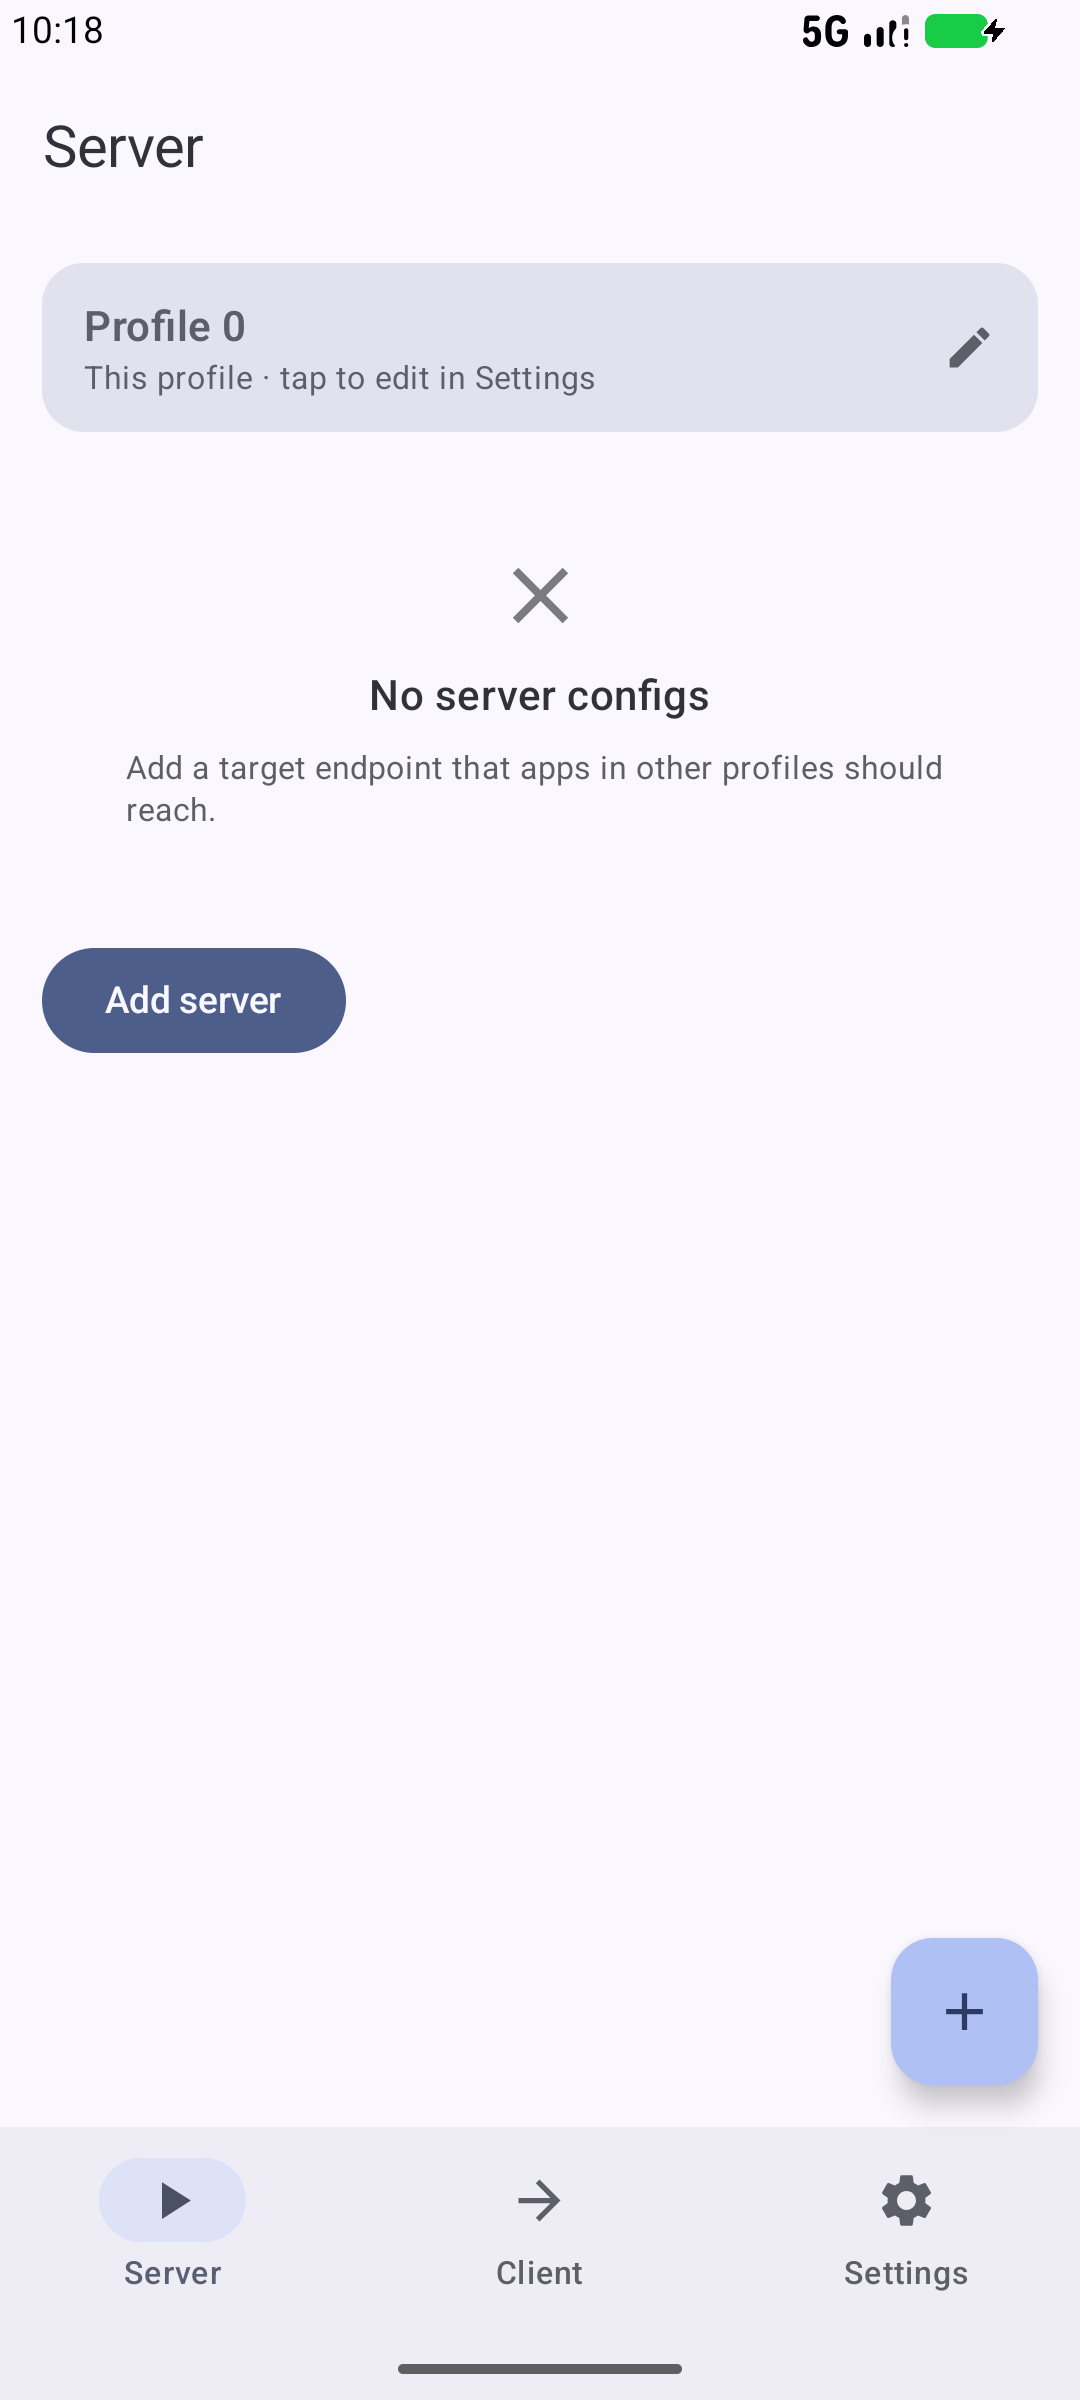 10:18
5G
Server
Profile 0
This profile · tap to edit in Settings
No server configs
Add a target endpoint that apps in other profiles should
reach.
Add server
Server
Client
Settings